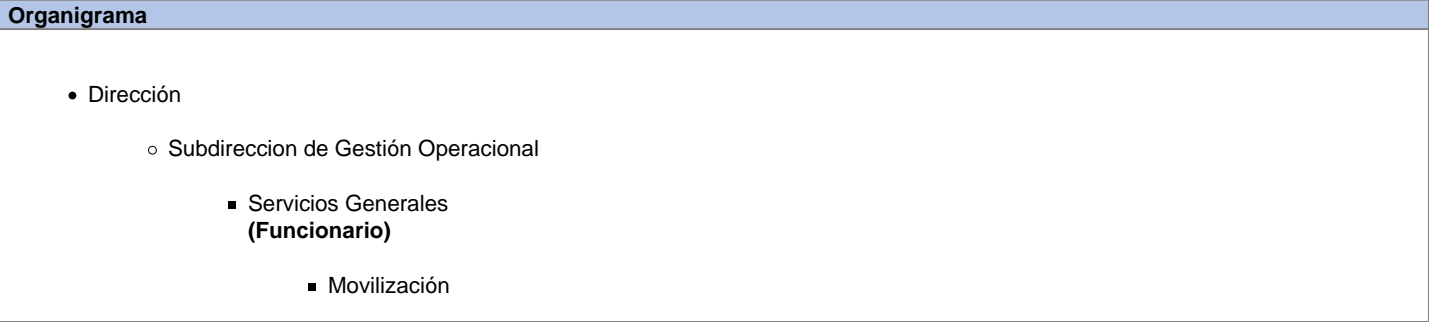 Organigrama
Dirección
Subdireccion de Gestión Operacional
Servicios Generales
(Funcionario)
Movilización